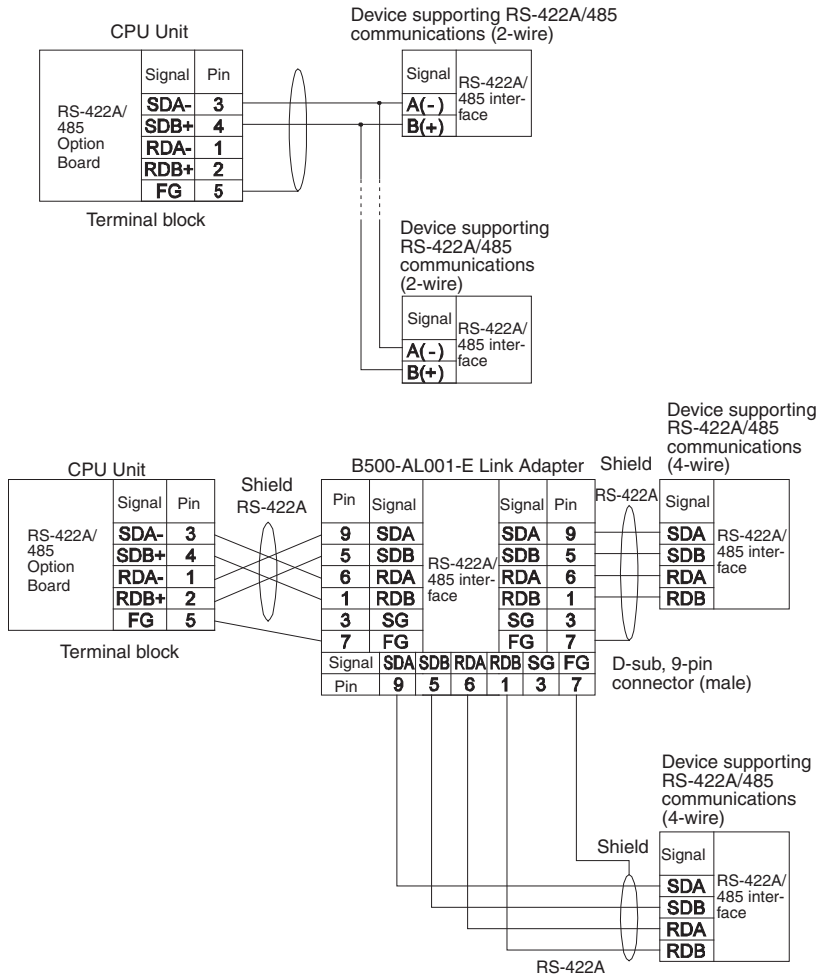 CPU Unit
Signal Pin
RS-422A/
485
Option
Board
SDA- 3
SDB+ 4
RDA- 1
RDB+ 2
FG 5
Terminal block
Device supporting RS-422A/485
communications (2-wire)
Signal
A(-)
B(+)
RS-422A/
485 inter-
face
Device supporting
RS-422A/485
communications
(2-wire)
Signal
A(-)
B(+)
RS-422A/
485 inter-
face
CPU Unit
Signal Pin
RS-422A/
485
Option
Board
SDA- 3
SDB+ 4
RDA- 1
RDB+ 2
FG 5
Terminal block
Shield
RS-422A
B500-AL001-E Link Adapter
Pin Signal
9 SDA
5 SDB
6 RDA
1 RDB
3 SG
7 FG
RS-422A/
485 inter-
face
Signal Pin
SDA 9
SDB 5
RDA 6
RDB 1
SG 3
FG 7
Signal SDA SDB RDA RDB SG FG
Pin 9 5 6 1 3 7
D-sub, 9-pin
connector (male)
Shield
RS-422A
Device supporting
RS-422A/485
communications
(4-wire)
Signal
SDA
SDB
RDA
RDB
RS-422A/
485 inter-
face
Device supporting
RS-422A/485
communications
(4-wire)
Shield
Signal
SDA
SDB
RDA
RDB
RS-422A/
485 inter-
face
RS-422A